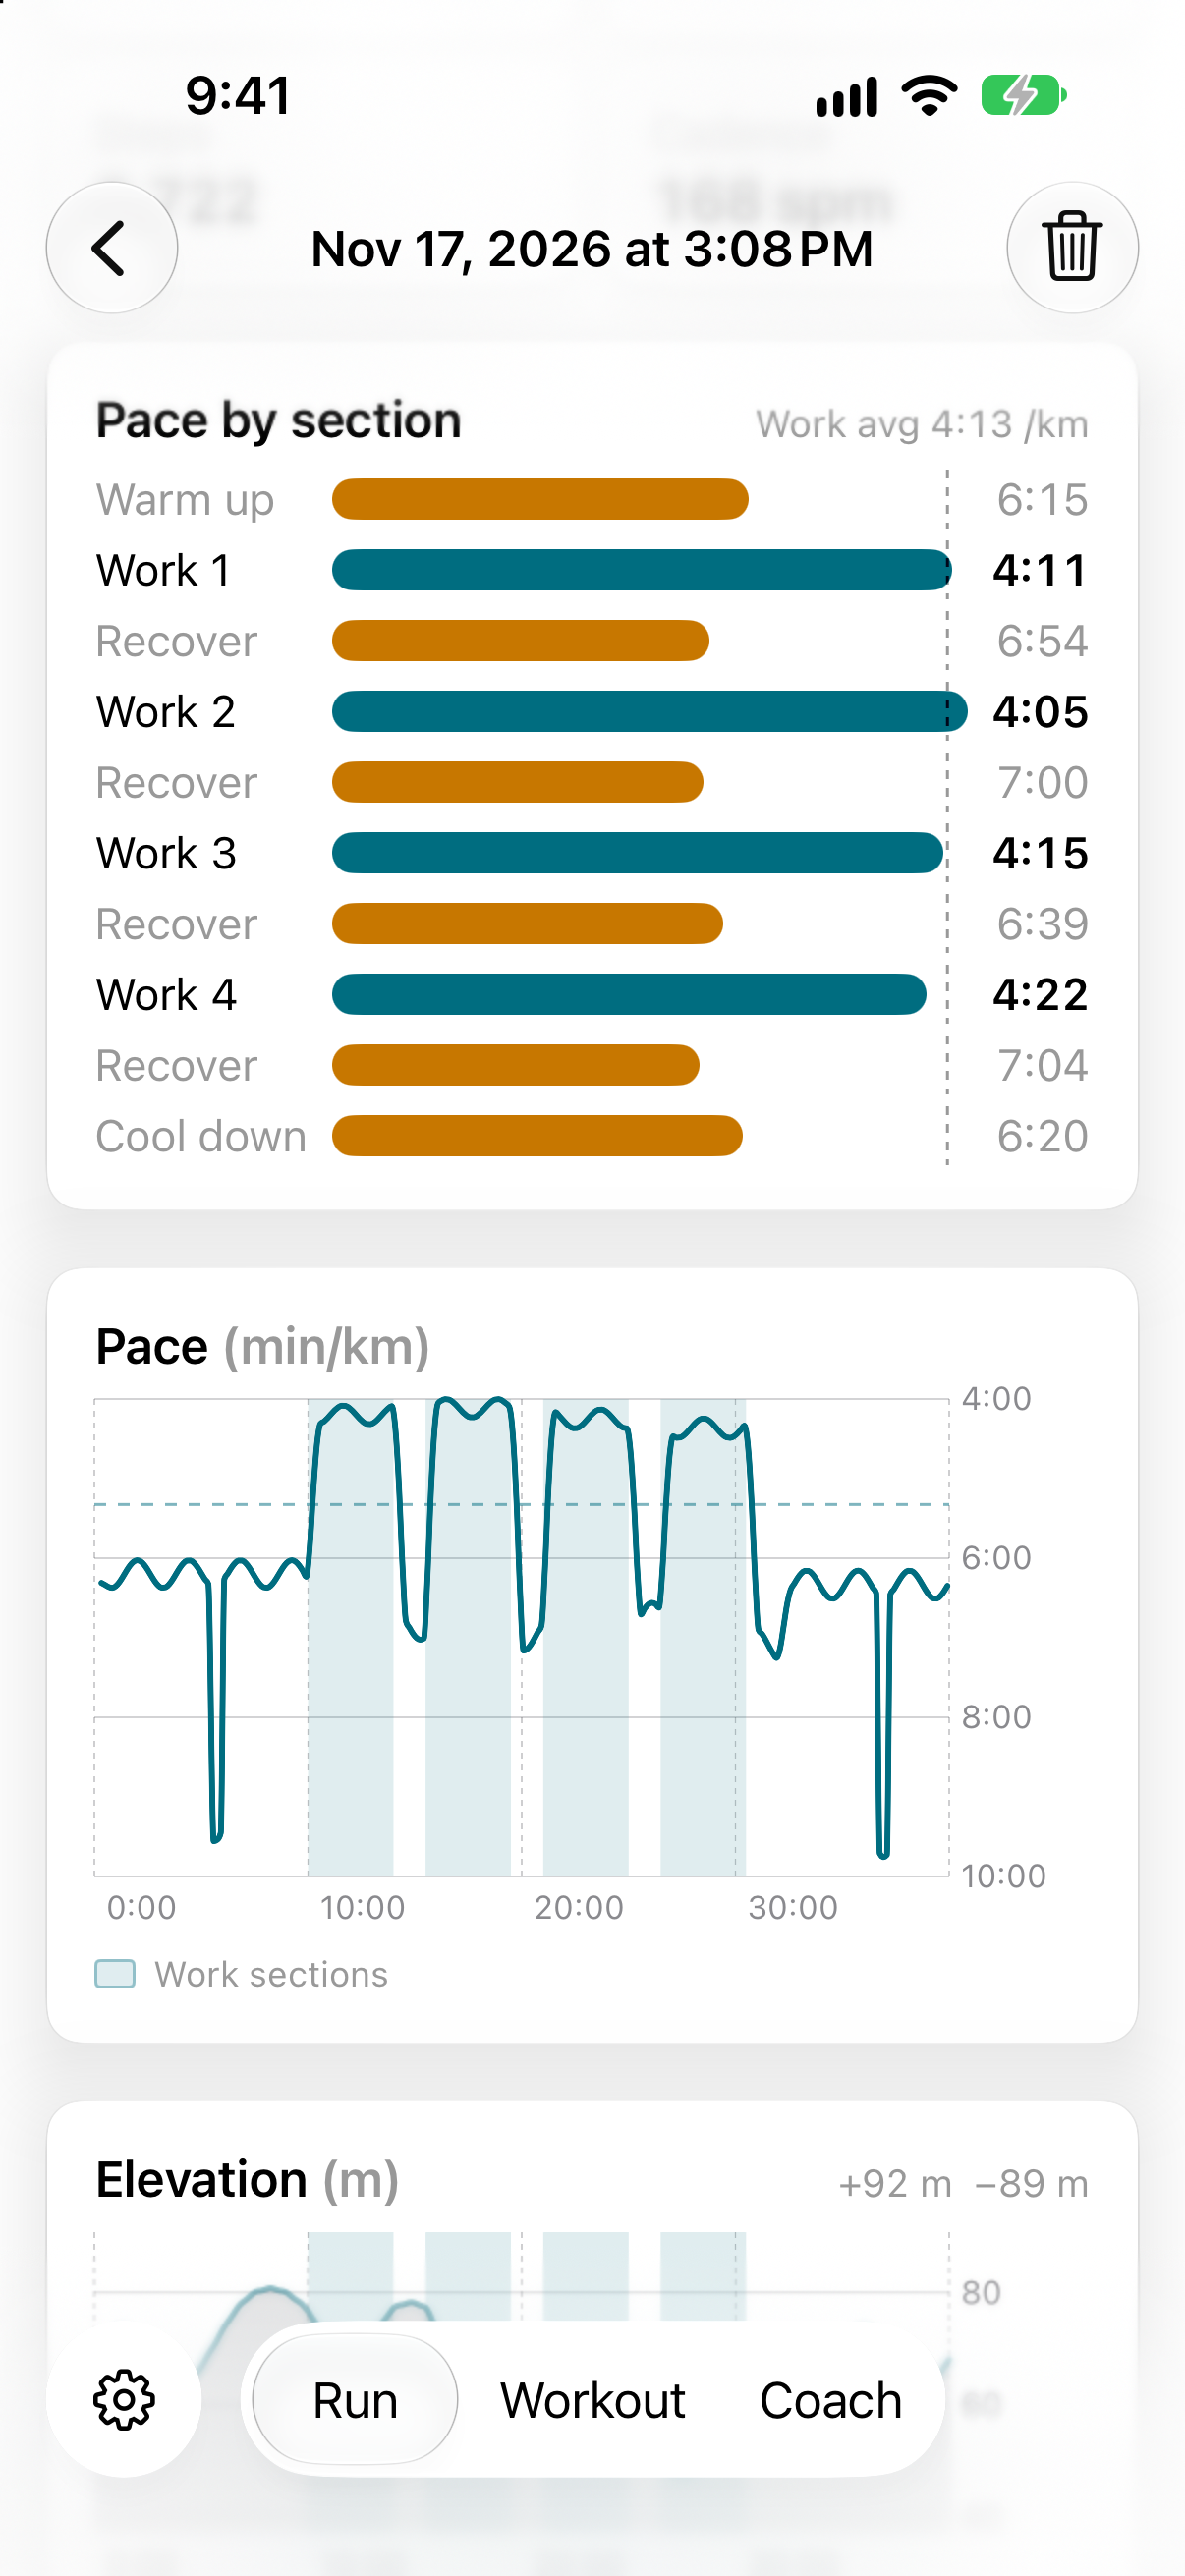 9:41
722
168 spm
Nov 17, 2026 at 3:08 PM
Pace by section
Work avg 4:13 /km
Warm up 6:15
Work 1 4:11
Recover 6:54
Work 2 4:05
Recover 7:00
Work 3 4:15
Recover 6:39
Work 4 4:22
Recover 7:04
Cool down 6:20
Pace (min/km)
4:00
6:00
8:00
10:00
0:00 10:00 20:00 30:00
Work sections
Elevation (m)
+92 m −89 m
80
60
Run Workout Coach